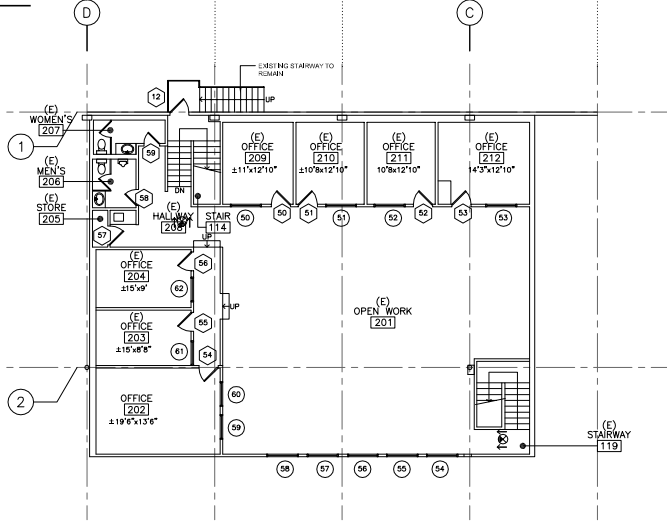 D
C
EXISTING STAIRWAY TO
REMAIN
12
UP
(E)
WOMEN'S
207
1
59
(E)
MEN'S
206
58
(E)
STORE
205
57
DN
(E)
HALLWAY
208
STAIR
114
UP
(E)
OFFICE
209
±11'x12'10"
(E)
OFFICE
210
±10'8x12'10"
(E)
OFFICE
211
10'8x12'10"
(E)
OFFICE
212
14'3"x12'10"
50
50
51
51
52
52
53
53
(E)
OFFICE
204
±15'x9'
56
62
UP
(E)
OFFICE
203
±15'x8'8"
55
61
54
(E)
OPEN WORK
201
2
OFFICE
202
±19'6"x13'6"
60
59
(E)
STAIRWAY
119
58
57
56
55
54